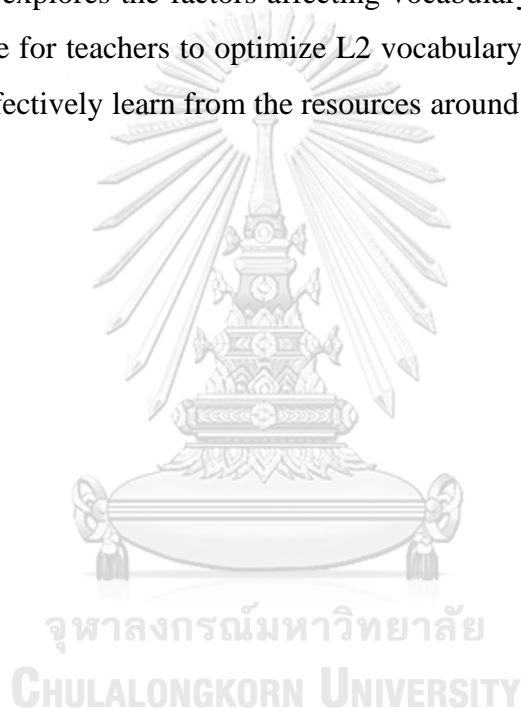 explores the factors affecting vocabulary
e for teachers to optimize L2 vocabulary
ffectively learn from the resources around
จุฬาลงกรณ์มหาวิทยาลัย
CHULALONGKORN UNIVERSITY